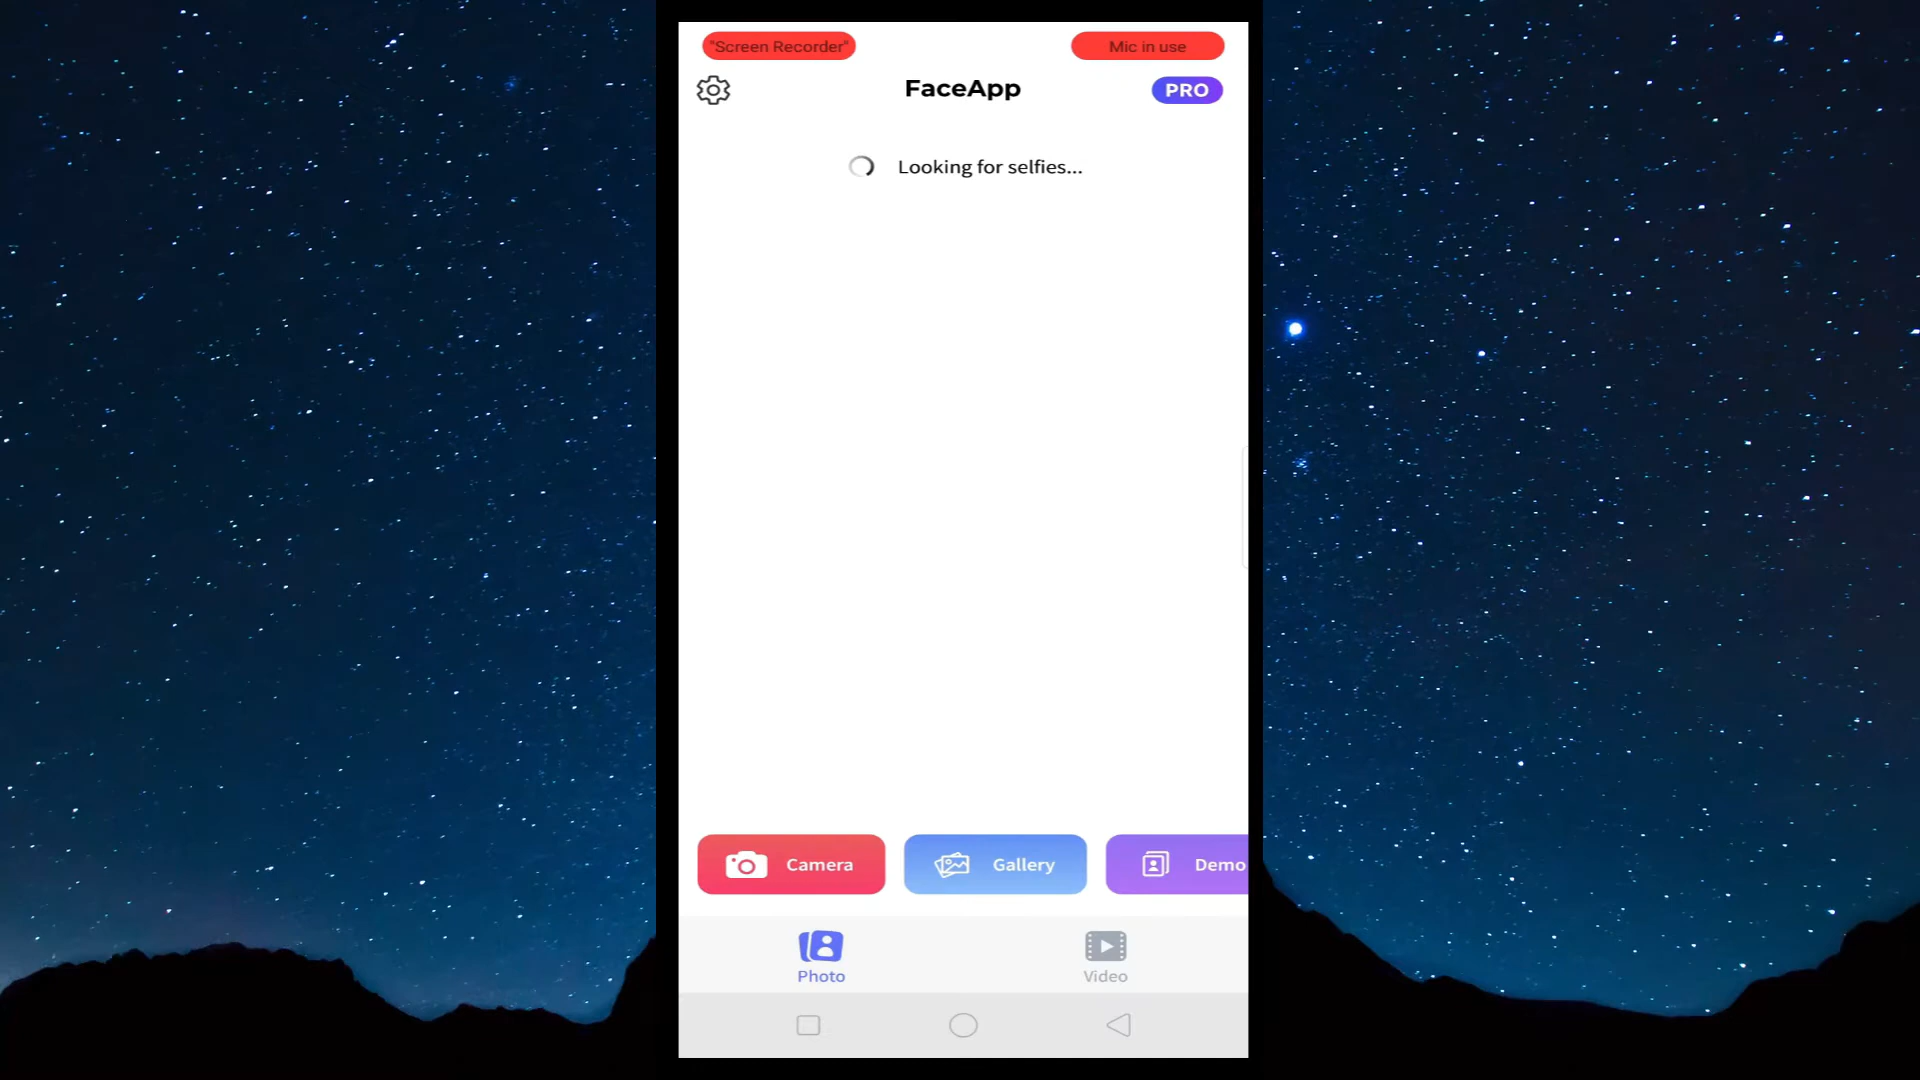 "Screen Recorder"
Mic in use
FaceApp
PRO
Looking for selfies...
Camera
Gallery
Demo
Photo
Video